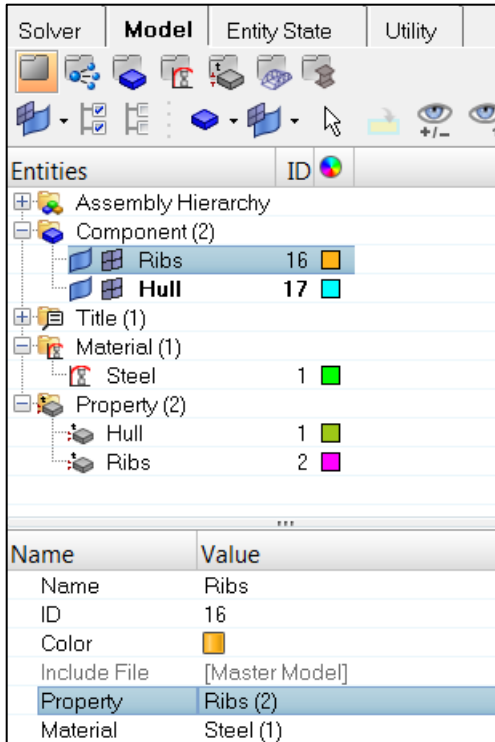 Solver Model Entity State Utility
Entities ID
Assembly Hierarchy
Component (2)
Ribs 16
Hull 17
Title (1)
Material (1)
Steel 1
Property (2)
Hull 1
Ribs 2
Name Value
Name Ribs
ID 16
Color
Include File [Master Model]
Property Ribs (2)
Material Steel (1)